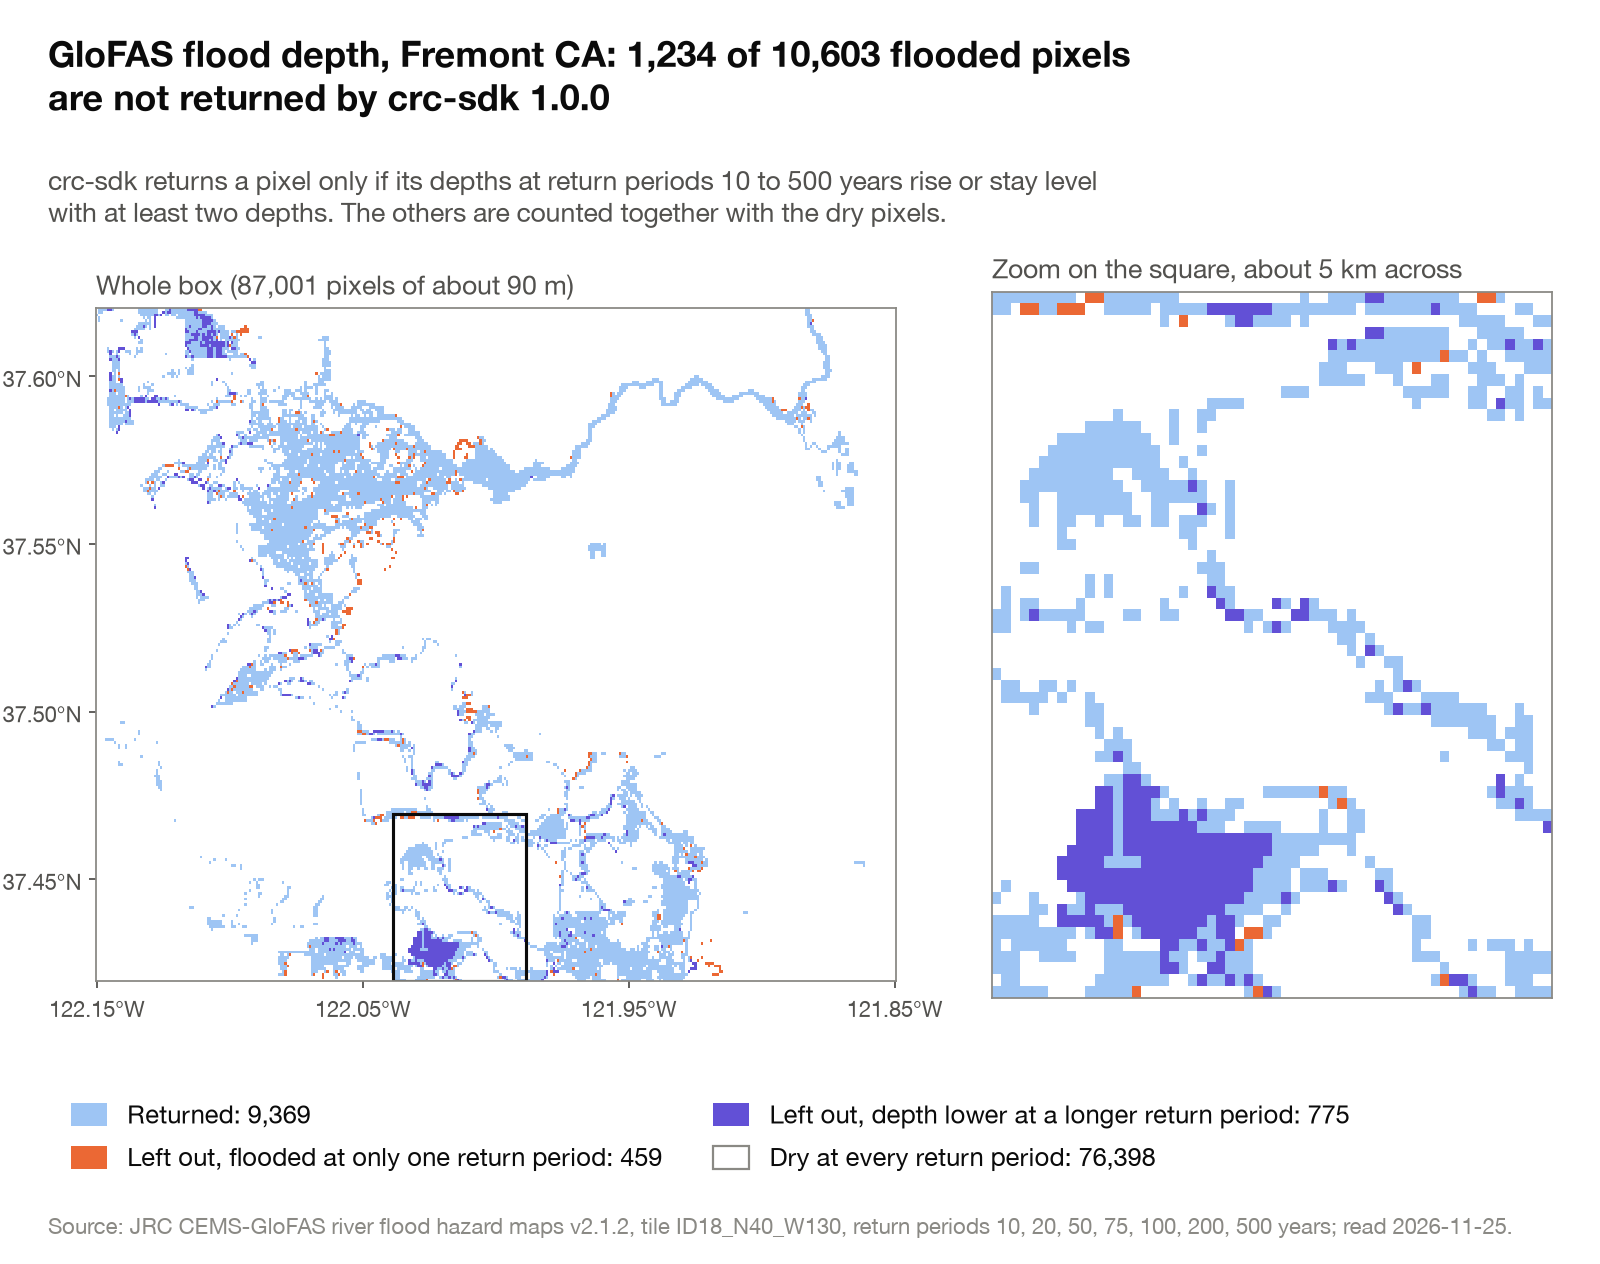 GloFAS flood depth, Fremont CA: 1,234 of 10,603 flooded pixels
are not returned by crc-sdk 1.0.0
crc-sdk returns a pixel only if its depths at return periods 10 to 500 years rise or stay level
with at least two depths. The others are counted together with the dry pixels.
Whole box (87,001 pixels of about 90 m)
Zoom on the square, about 5 km across
37.60°N
37.55°N
37.50°N
37.45°N
122.15°W
122.05°W
121.95°W
121.85°W
Returned: 9,369
Left out, flooded at only one return period: 459
Left out, depth lower at a longer return period: 775
Dry at every return period: 76,398
Source: JRC CEMS-GloFAS river flood hazard maps v2.1.2, tile ID18_N40_W130, return periods 10, 20, 50, 75, 100, 200, 500 years; read 2026-11-25.